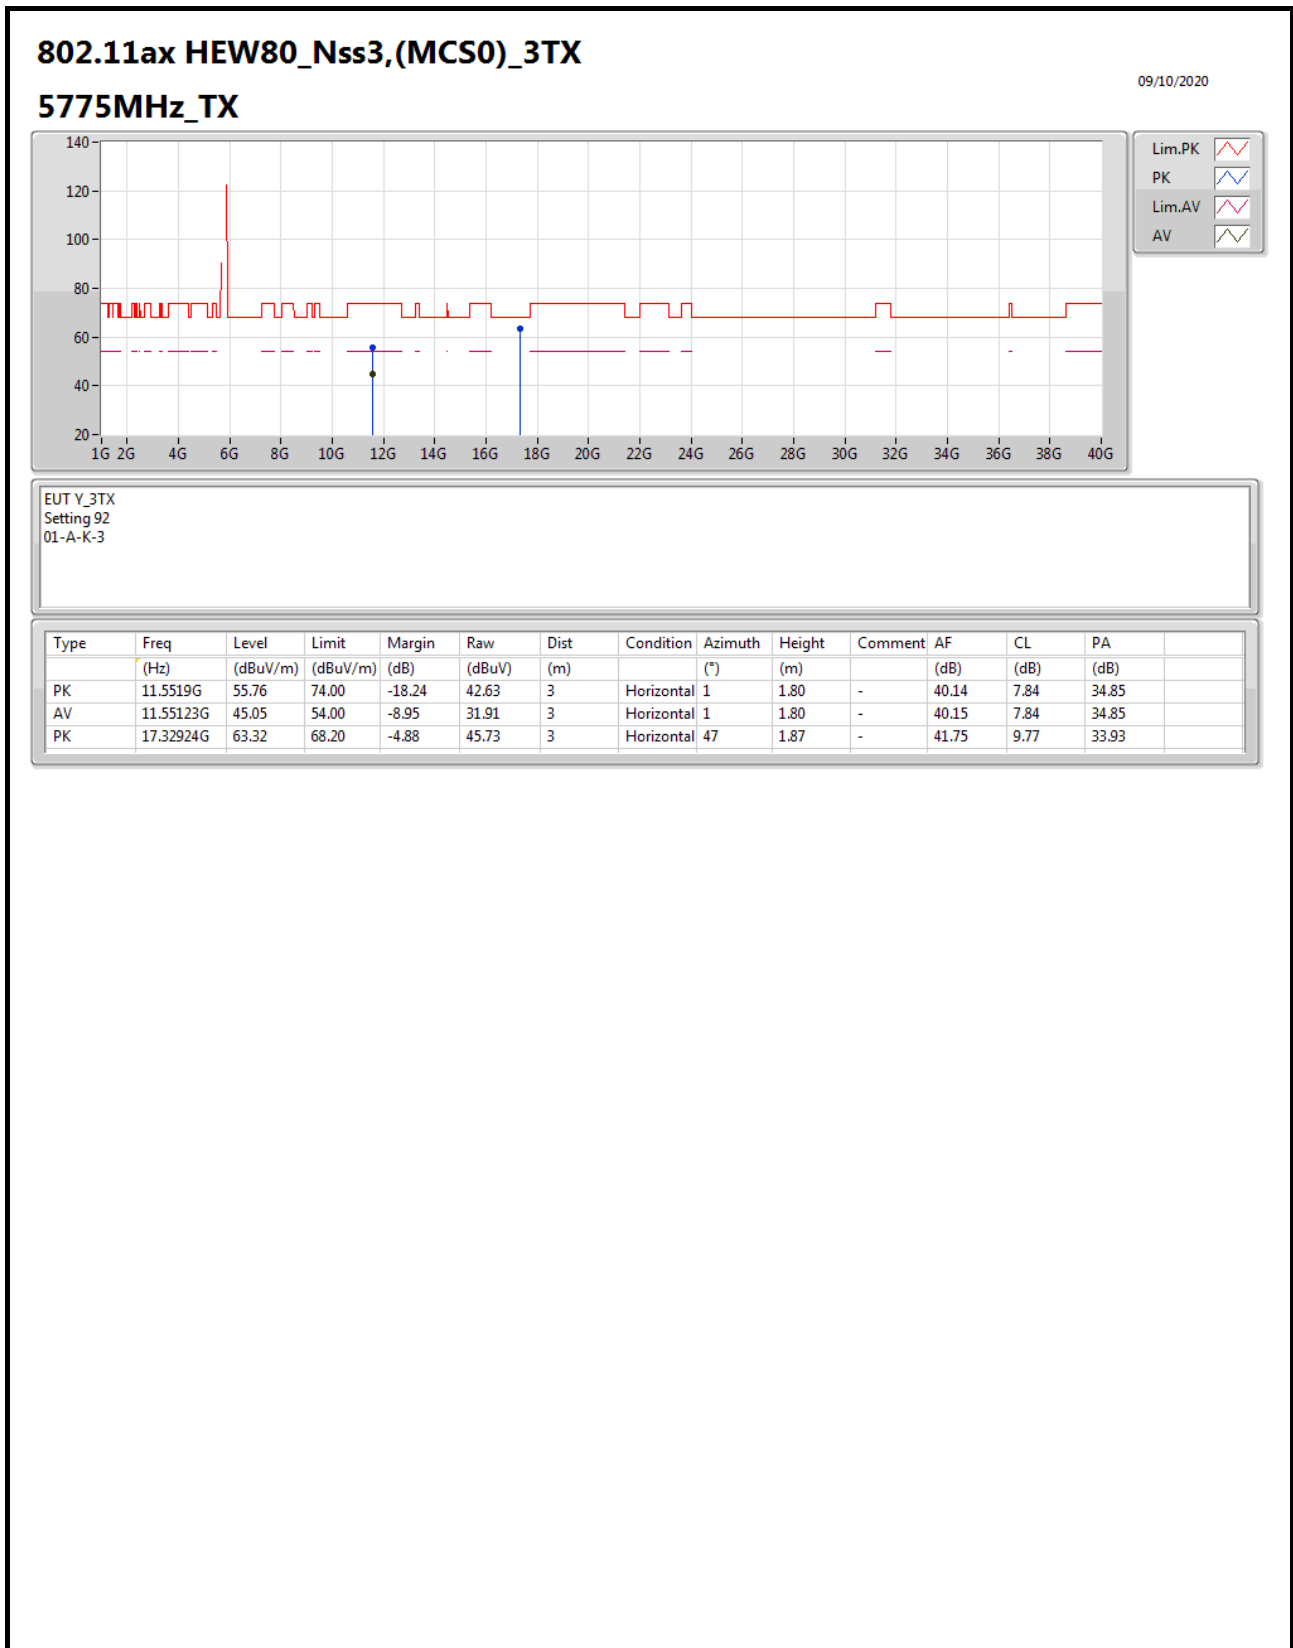 802.11ax HEW80_Nss3,(MCS0)_3TX
09/10/2020
5775MHz_TX
140
120
100
80
60
40
20
1G 2G 4G 6G 8G 10G 12G 14G 16G 18G 20G 22G 24G 26G 28G 30G 32G 34G 36G 38G 40G
Lim.PK
PK
Lim.AV
AV
EUT Y_3TX
Setting 92
01-A-K-3
Type Freq Level Limit Margin Raw Dist Condition Azimuth Height Comment AF CL PA
(Hz) (dBuV/m) (dBuV/m) (dB) (dBuV) (m) (°) (m) (dB) (dB) (dB)
PK 11.5519G 55.76 74.00 -18.24 42.63 3 Horizontal 1 1.80 - 40.14 7.84 34.85
AV 11.55123G 45.05 54.00 -8.95 31.91 3 Horizontal 1 1.80 - 40.15 7.84 34.85
PK 17.32924G 63.32 68.20 -4.88 45.73 3 Horizontal 47 1.87 - 41.75 9.77 33.93